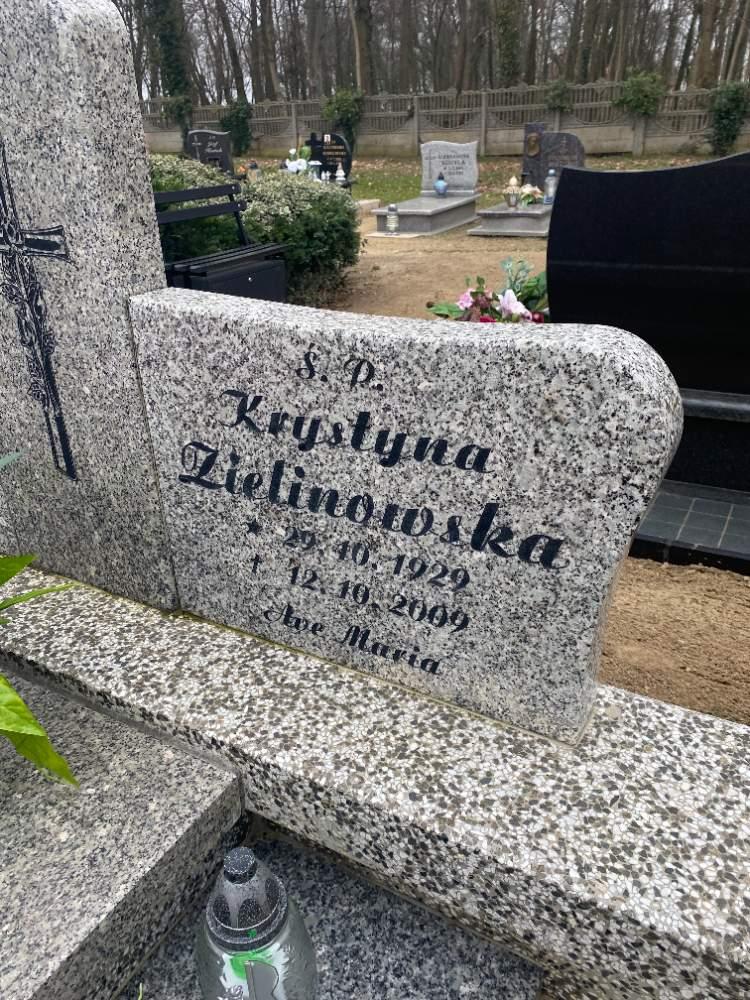 Ś. P.
Krystyna
Zielinowska
* 29. 10. 1929
† 12. 10. 2009
Ave Maria